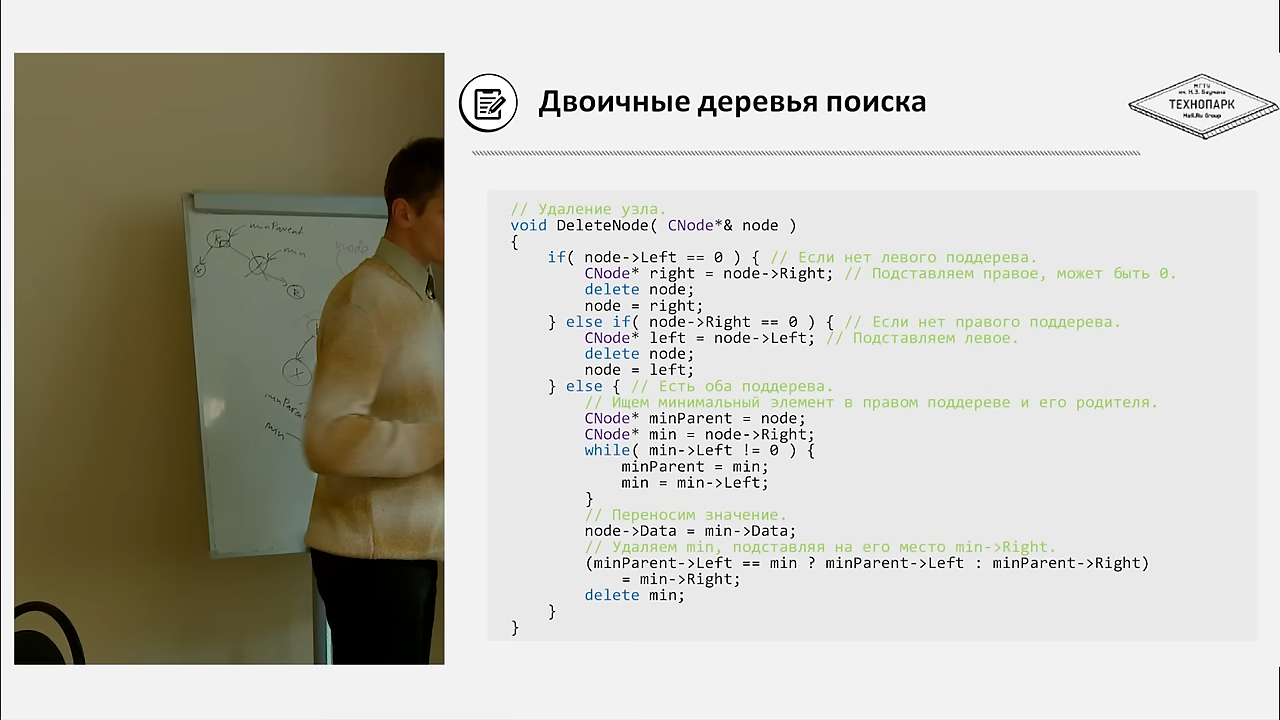 minParent
min
Двоичные деревья поиска
МГТУ
им. Н.Э. Баумана
ТЕХНОПАРК
Mail.Ru Group
// Удаление узла.
void DeleteNode( CNode*& node )
{
if( node->Left == 0 ) { // Если нет левого поддерева.
CNode* right = node->Right; // Подставляем правое, может быть 0.
delete node;
node = right;
} else if( node->Right == 0 ) { // Если нет правого поддерева.
CNode* left = node->Left; // Подставляем левое.
delete node;
node = left;
} else { // Есть оба поддерева.
// Ищем минимальный элемент в правом поддереве и его родителя.
CNode* minParent = node;
CNode* min = node->Right;
while( min->Left != 0 ) {
minParent = min;
min = min->Left;
}
// Переносим значение.
node->Data = min->Data;
// Удаляем min, подставляя на его место min->Right.
(minParent->Left == min ? minParent->Left : minParent->Right)
= min->Right;
delete min;
}
}